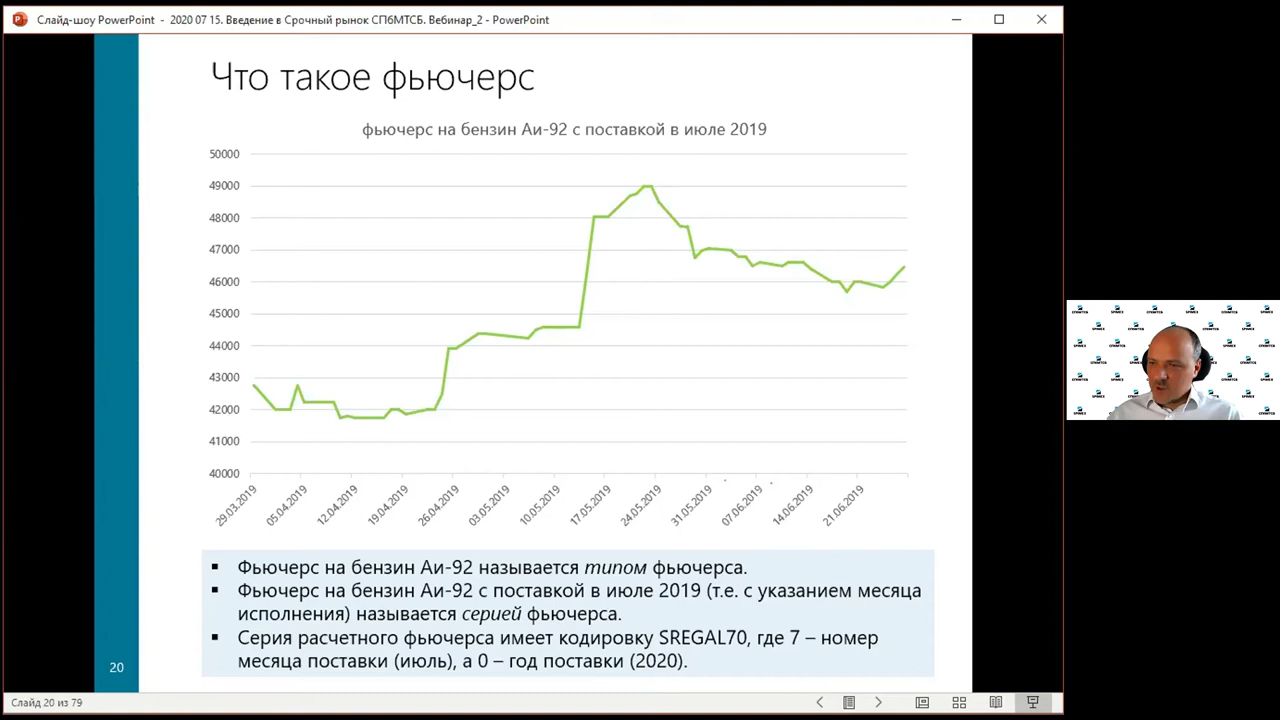 Слайд-шоу PowerPoint - 2020 07 15. Введение в Срочный рынок СПбМТСБ. Вебинар_2 - PowerPoint
Что такое фьючерс
фьючерс на бензин Аи-92 с поставкой в июле 2019
50000
49000
48000
47000
46000
45000
44000
43000
42000
41000
40000
29.03.2019
05.04.2019
12.04.2019
19.04.2019
26.04.2019
03.05.2019
10.05.2019
17.05.2019
24.05.2019
31.05.2019
07.06.2019
14.06.2019
21.06.2019
▪ Фьючерс на бензин Аи-92 называется типом фьючерса.
▪ Фьючерс на бензин Аи-92 с поставкой в июле 2019 (т.е. с указанием месяца
исполнения) называется серией фьючерса.
▪ Серия расчетного фьючерса имеет кодировку SREGAL70, где 7 – номер
месяца поставки (июль), а 0 – год поставки (2020).
20
Слайд 20 из 79